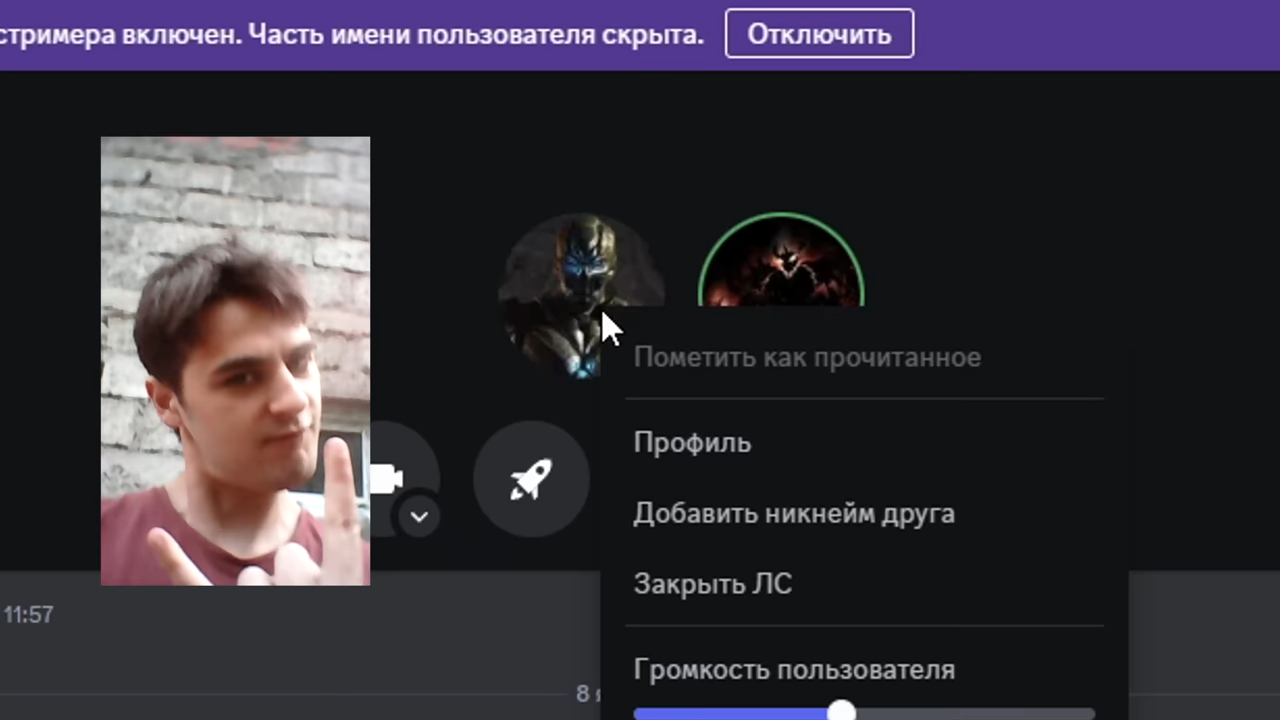 стримера включен. Часть имени пользователя скрыта.
Отключить
Пометить как прочитанное
Профиль
Добавить никнейм друга
Закрыть ЛС
11:57
Громкость пользователя
8